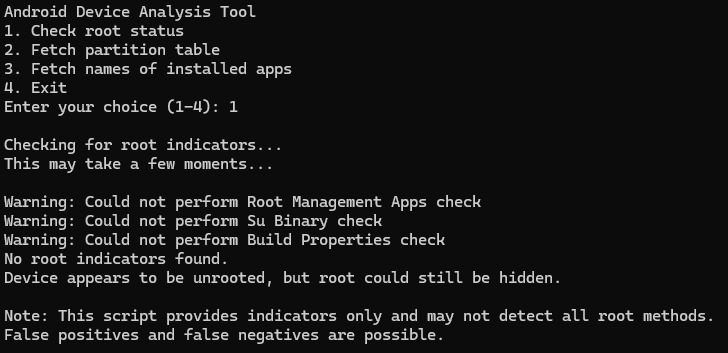 Android Device Analysis Tool
1. Check root status
2. Fetch partition table
3. Fetch names of installed apps
4. Exit
Enter your choice (1-4): 1
Checking for root indicators...
This may take a few moments...
Warning: Could not perform Root Management Apps check
Warning: Could not perform Su Binary check
Warning: Could not perform Build Properties check
No root indicators found.
Device appears to be unrooted, but root could still be hidden.
Note: This script provides indicators only and may not detect all root methods.
False positives and false negatives are possible.